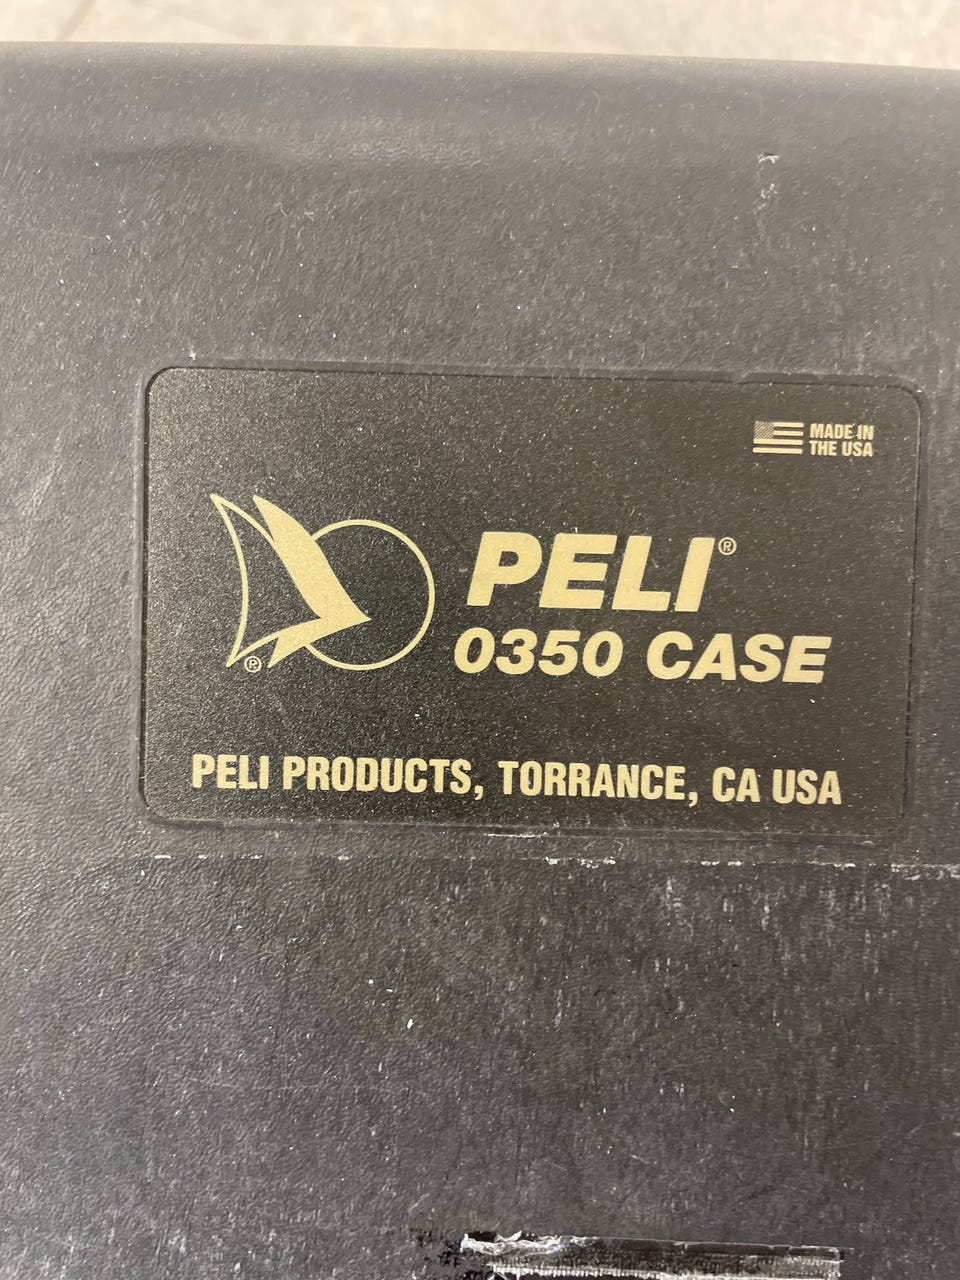 MADE IN
THE USA
PELI®
0350 CASE
®
PELI PRODUCTS, TORRANCE, CA USA